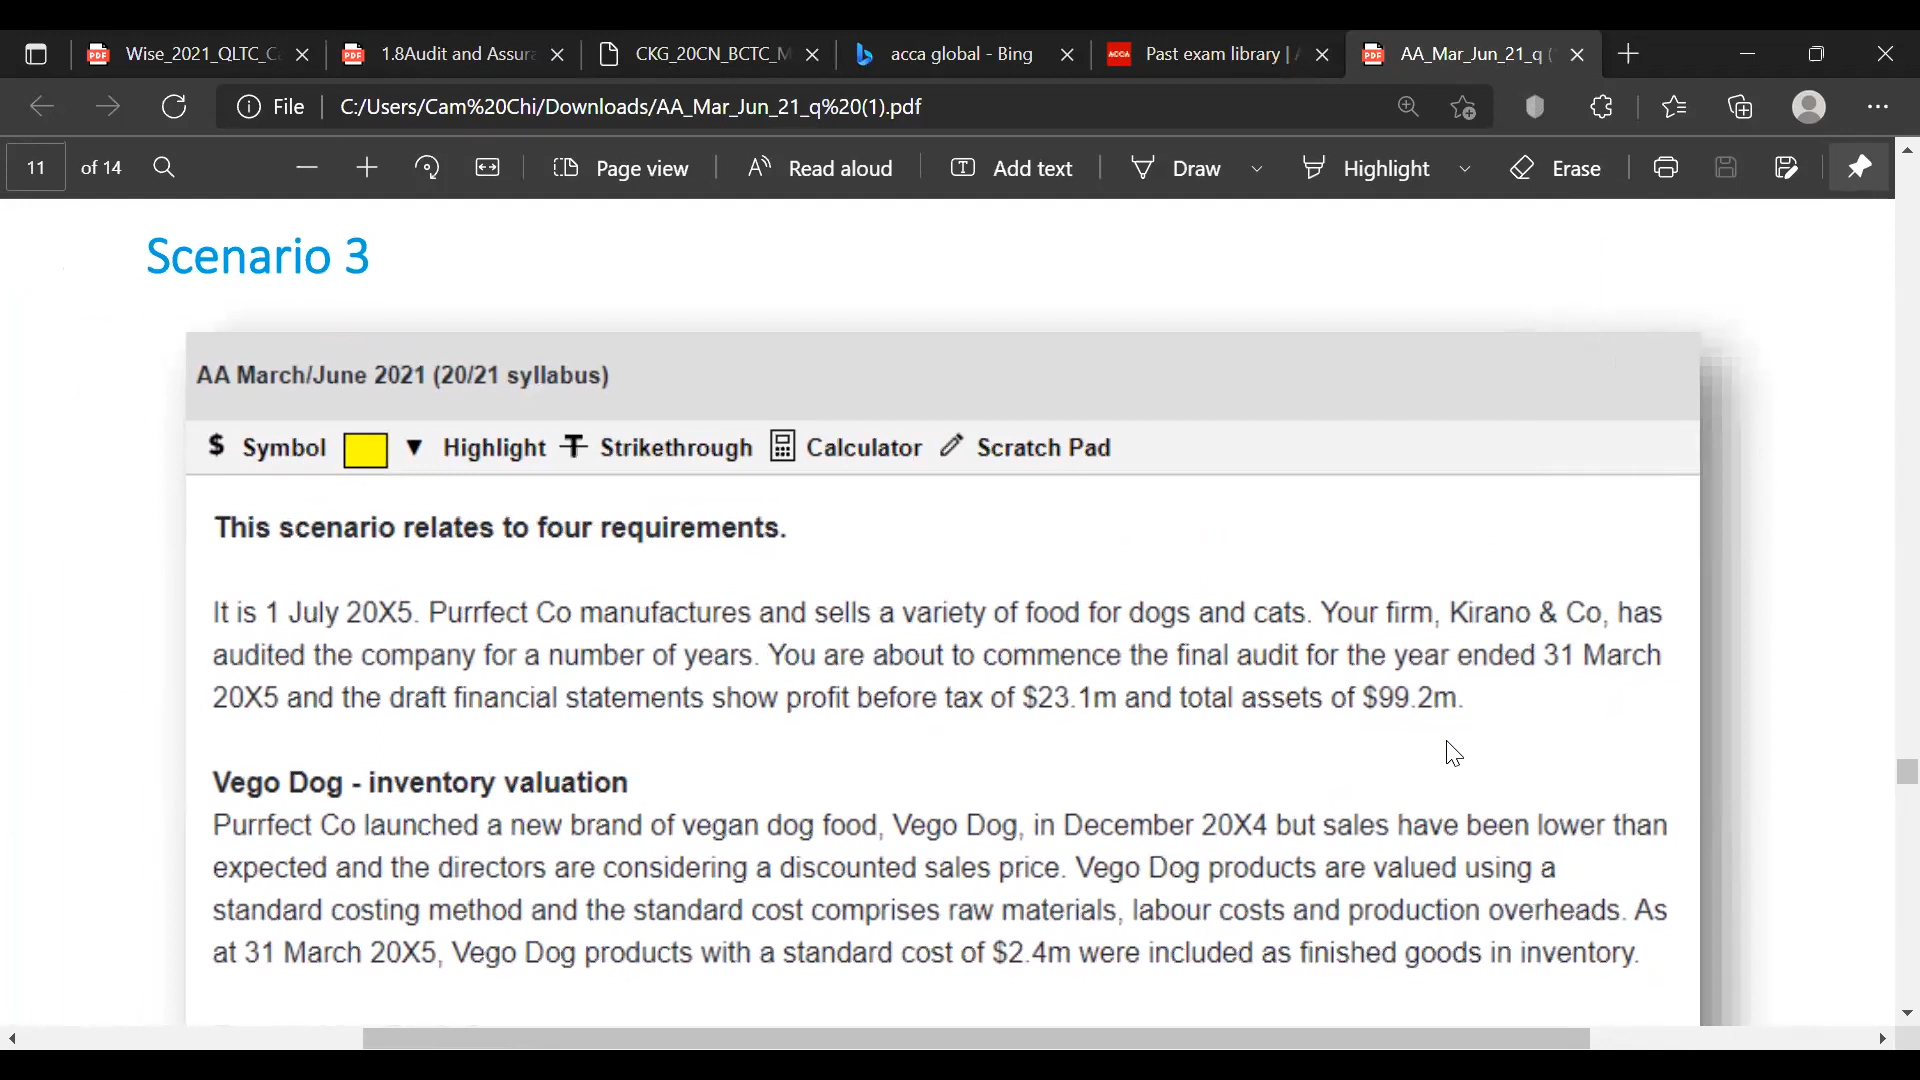 Wise_2021_QLTC_C
1.8Audit and Assur
CKG_20CN_BCTC_M
acca global - Bing
Past exam library |
AA_Mar_Jun_21_q (
File
C:/Users/Cam%20Chi/Downloads/AA_Mar_Jun_21_q%20(1).pdf
11 of 14
Page view
Read aloud
Add text
Draw
Highlight
Erase
Scenario 3
AA March/June 2021 (20/21 syllabus)
$ Symbol Highlight Strikethrough Calculator Scratch Pad
This scenario relates to four requirements.
It is 1 July 20X5. Purrfect Co manufactures and sells a variety of food for dogs and cats. Your firm, Kirano & Co, has
audited the company for a number of years. You are about to commence the final audit for the year ended 31 March
20X5 and the draft financial statements show profit before tax of $23.1m and total assets of $99.2m.
Vego Dog - inventory valuation
Purrfect Co launched a new brand of vegan dog food, Vego Dog, in December 20X4 but sales have been lower than
expected and the directors are considering a discounted sales price. Vego Dog products are valued using a
standard costing method and the standard cost comprises raw materials, labour costs and production overheads. As
at 31 March 20X5, Vego Dog products with a standard cost of $2.4m were included as finished goods in inventory.